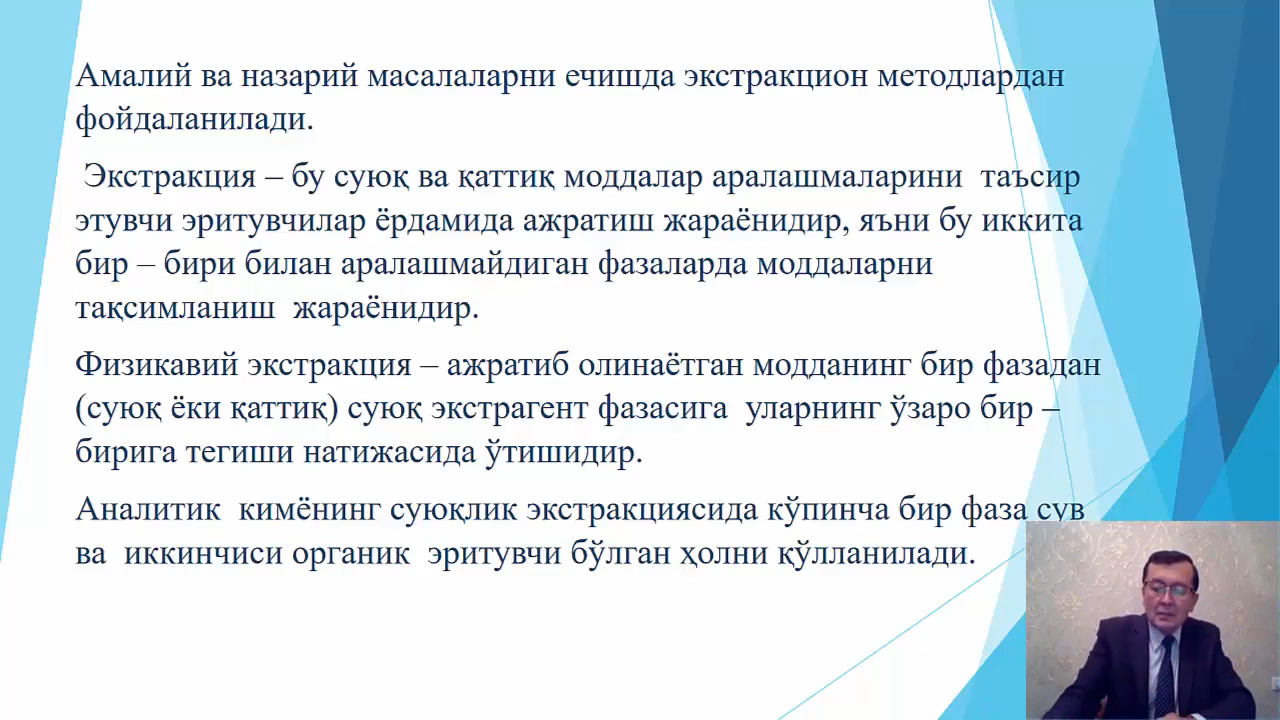 Амалий ва назарий масалаларни ечишда экстракцион методлардан
фойдаланилади.
Экстракция – бу суюқ ва қаттиқ моддалар аралашмаларини таъсир
этувчи эритувчилар ёрдамида ажратиш жараёнидир, яъни бу иккита
бир – бири билан аралашмайдиган фазаларда моддаларни
тақсимланиш жараёнидир.
Физикавий экстракция – ажратиб олинаётган модданинг бир фазадан
(суюқ ёки қаттиқ) суюқ экстрагент фазасига уларнинг ўзаро бир –
бирига тегиши натижасида ўтишидир.
Аналитик кимёнинг суюқлик экстракциясида кўпинча бир фаза сув
ва иккинчиси органик эритувчи бўлган ҳолни қўлланилади.